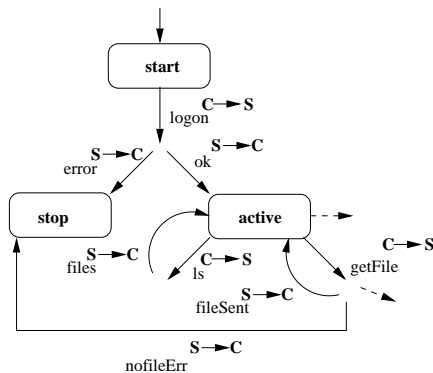 start
C S
logon
S C
S C
error
ok
stop
active
S C
C S
C S
files
ls
getFile
S C
fileSent
S C
nofileErr